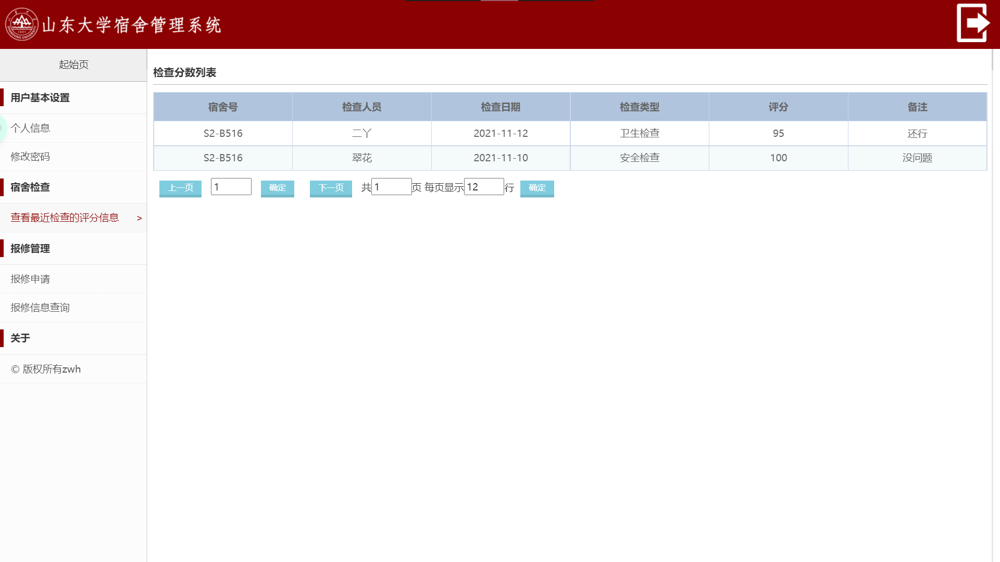 山东大学宿舍管理系统
SHANDONG UNIVERSITY
1901
起始页
用户基本设置
个人信息
修改密码
宿舍检查
查看最近检查的评分信息 >
报修管理
报修申请
报修信息查询
关于
© 版权所有zwh
检查分数列表
宿舍号 检查人员 检查日期 检查类型 评分 备注
S2-B516 二丫 2021-11-12 卫生检查 95 还行
S2-B516 翠花 2021-11-10 安全检查 100 没问题
上一页 1 确定 下一页 共1页 每页显示12行 确定